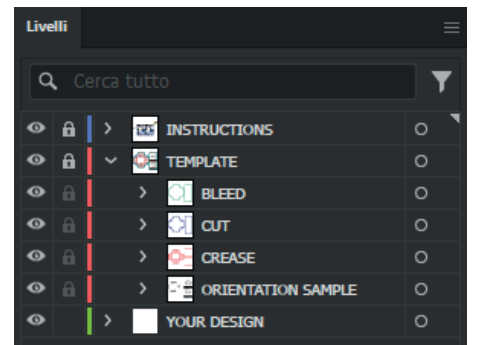 Livelli
Cerca tutto
INSTRUCTIONS
TEMPLATE
BLEED
CUT
CREASE
ORIENTATION SAMPLE
YOUR DESIGN